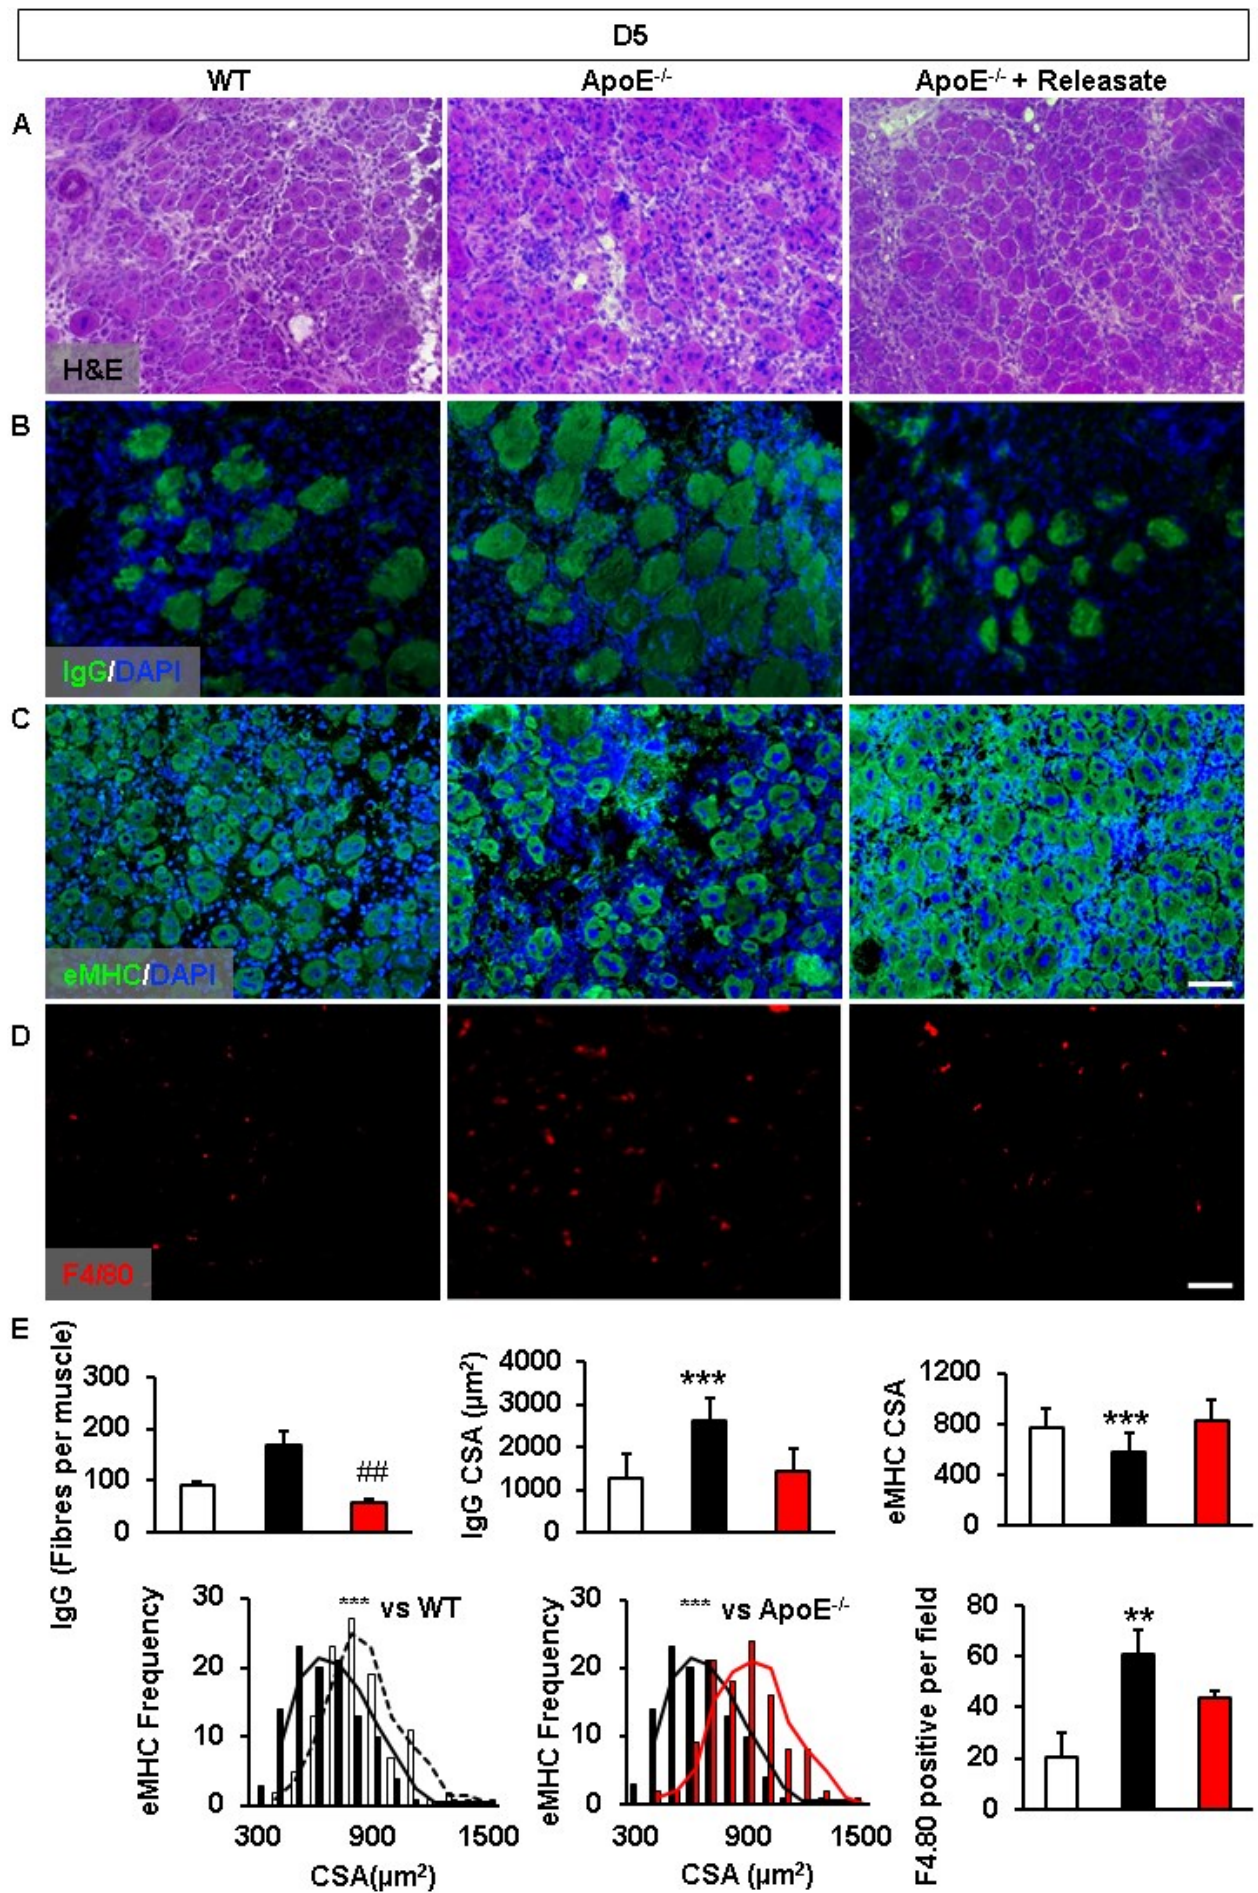 D5
WT
ApoE-/-
ApoE-/- + Releasate
A
H&E
B
IgG/DAPI
C
eMHC/DAPI
D
F4/80
E
IgG (Fibres per muscle)
300
200
100
0
##
IgG CSA (µm2)
4000
3000
2000
1000
0
***
eMHC CSA
1200
800
400
0
***
eMHC Frequency
30
20
10
0
*** vs WT
300 900 1500
CSA(µm2)
eMHC Frequency
30
20
10
0
*** vs ApoE-/-
300 900 1500
CSA (µm2)
F4.80 positive per field
80
60
40
20
0
**